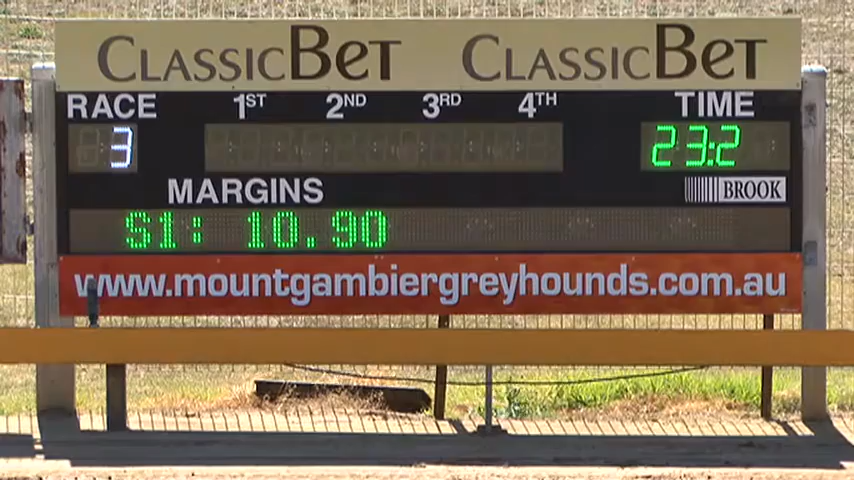 CLASSICBET CLASSICBET
RACE 1ST 2ND 3RD 4TH TIME
3 23:2
MARGINS BROOK
S1: 10.90
www.mountgambiergreyhounds.com.au